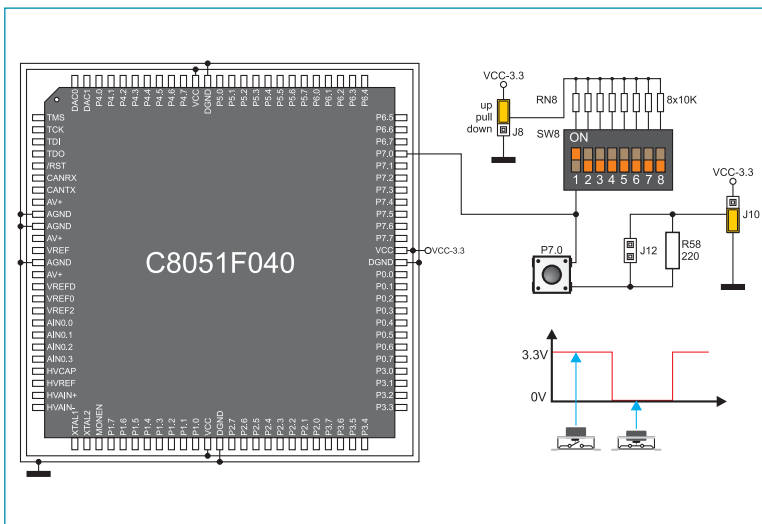 DAC0
DAC1
P4.0
P4.1
P4.2
P4.3
P4.4
P4.5
P4.6
P4.7
VCC
DGND
P5.0
P5.1
P5.2
P5.3
P5.4
P5.5
P5.6
P5.7
P6.0
P6.1
P6.2
P6.3
P6.4
TMS
TCK
TDI
TDO
/RST
CANRX
CANTX
AV+
AGND
AGND
AV+
VREF
AGND
AV+
VREFD
VREF0
VREF2
AIN0.0
AIN0.1
AIN0.2
AIN0.3
HVCAP
HVREF
HVAIN+
HVAIN-
C8051F040
P6.5
P6.6
P6.7
P7.0
P7.1
P7.2
P7.3
P7.4
P7.5
P7.6
P7.7
VCC
DGND
P0.0
P0.1
P0.2
P0.3
P0.4
P0.5
P0.6
P0.7
P3.0
P3.1
P3.2
P3.3
XTAL1
XTAL2
MONEN
P1.7
P1.6
P1.5
P1.4
P1.3
P1.2
P1.1
P1.0
VCC
DGND
P2.7
P2.6
P2.5
P2.4
P2.3
P2.2
P2.1
P2.0
P3.7
P3.6
P3.5
P3.4
VCC-3.3
VCC-3.3
up
pull
down
J8
RN8
8x10K
SW8
ON
1 2 3 4 5 6 7 8
VCC-3.3
J10
P7.0
J12
R58
220
3.3V
0V